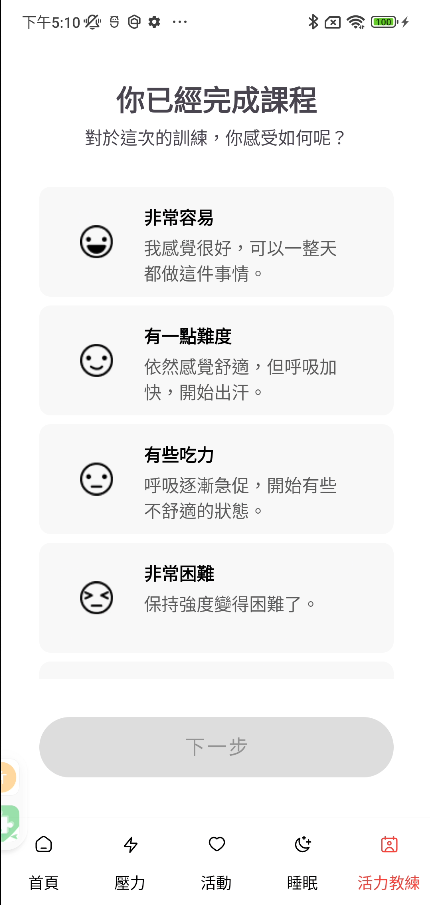 下午5:10
100
你已經完成課程
對於這次的訓練，你感受如何呢？
非常容易
我感覺很好，可以一整天
都做這件事情。
有一點難度
依然感覺舒適，但呼吸加
快，開始出汗。
有些吃力
呼吸逐漸急促，開始有些
不舒適的狀態。
非常困難
保持強度變得困難了。
下一步
首頁
壓力
活動
睡眠
活力教練